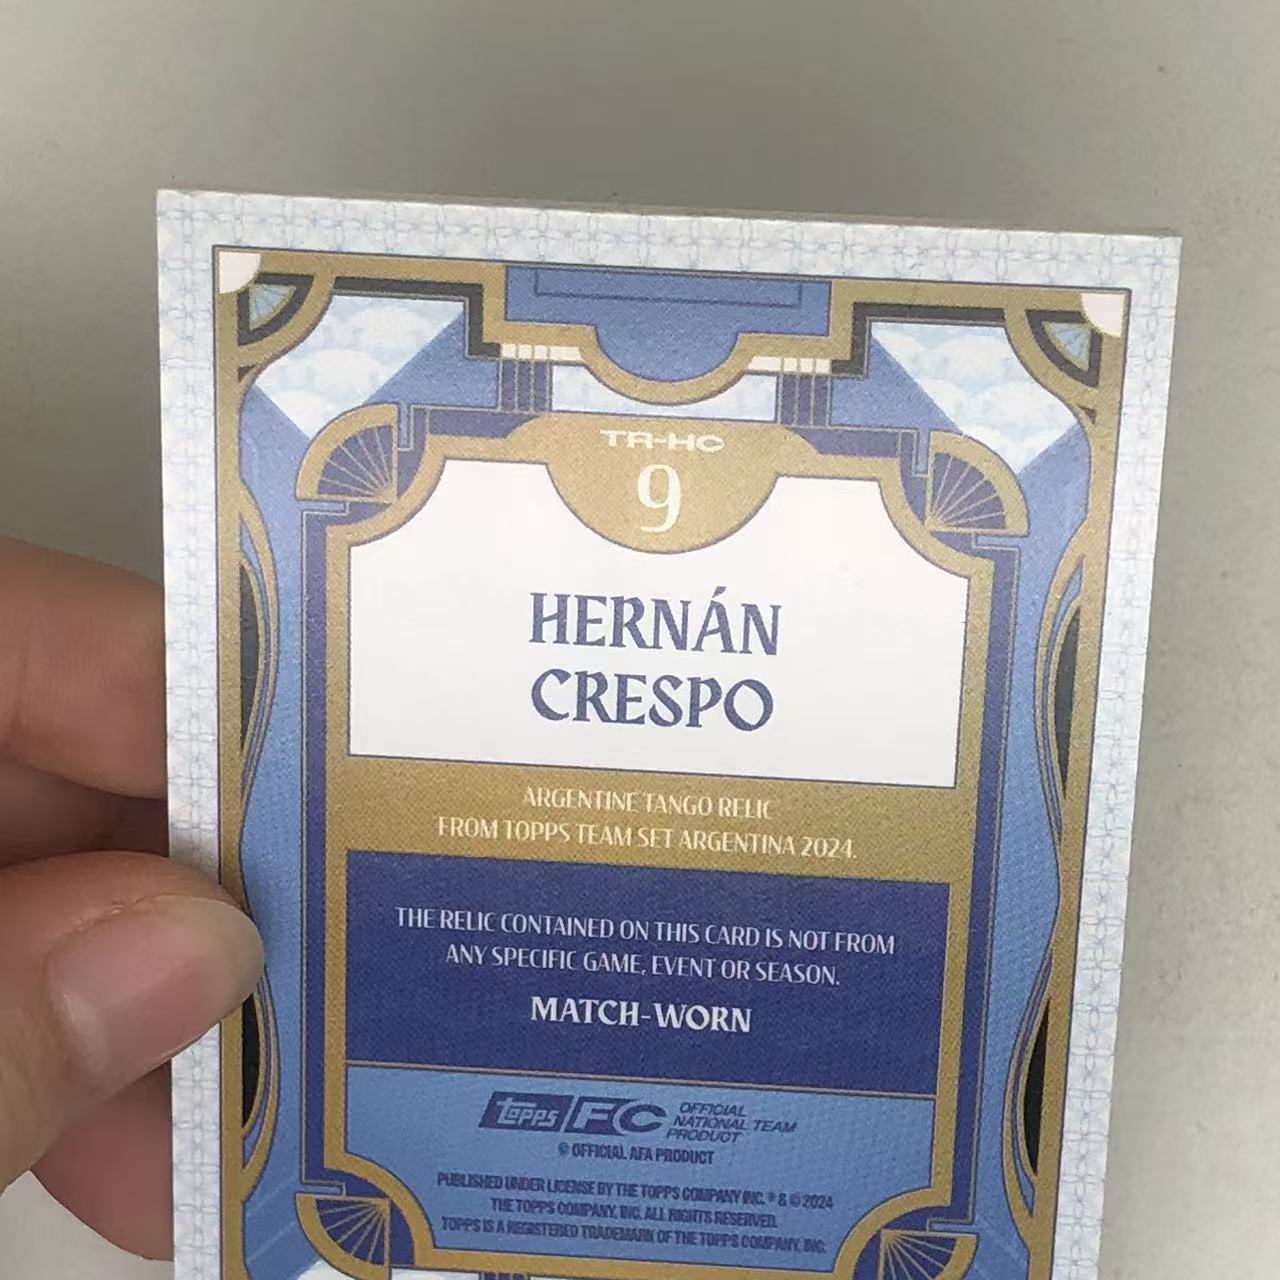 TR-HC
9
HERNÁN
CRESPO
ARGENTINE TANGO RELIC
FROM TOPPS TEAM SET ARGENTINA 2024.
THE RELIC CONTAINED ON THIS CARD IS NOT FROM
ANY SPECIFIC GAME, EVENT OR SEASON.
MATCH-WORN
topps FC OFFICIAL
NATIONAL TEAM
PRODUCT
© OFFICIAL AFA PRODUCT
PUBLISHED UNDER LICENSE BY THE TOPPS COMPANY INC. ® & © 2024
THE TOPPS COMPANY, INC. ALL RIGHTS RESERVED.
TOPPS IS A REGISTERED TRADEMARK OF THE TOPPS COMPANY, INC.